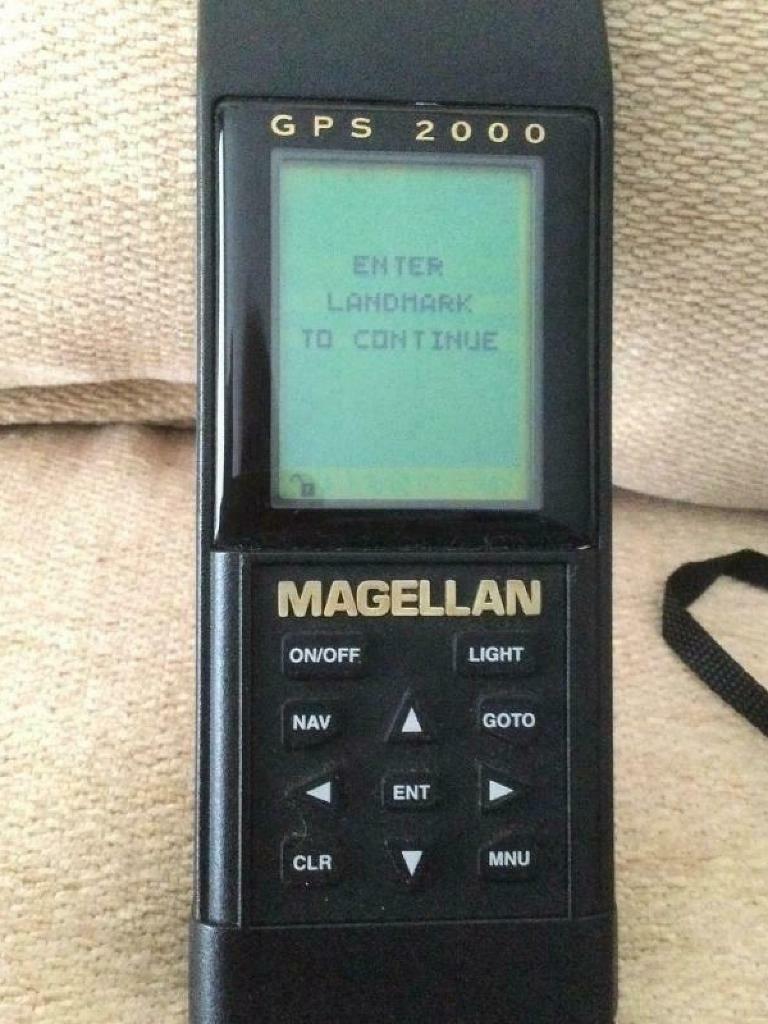 GPS 2000
ENTER
LANDMARK
TO CONTINUE
MAGELLAN
ON/OFF LIGHT
NAV GOTO
ENT
CLR MNU